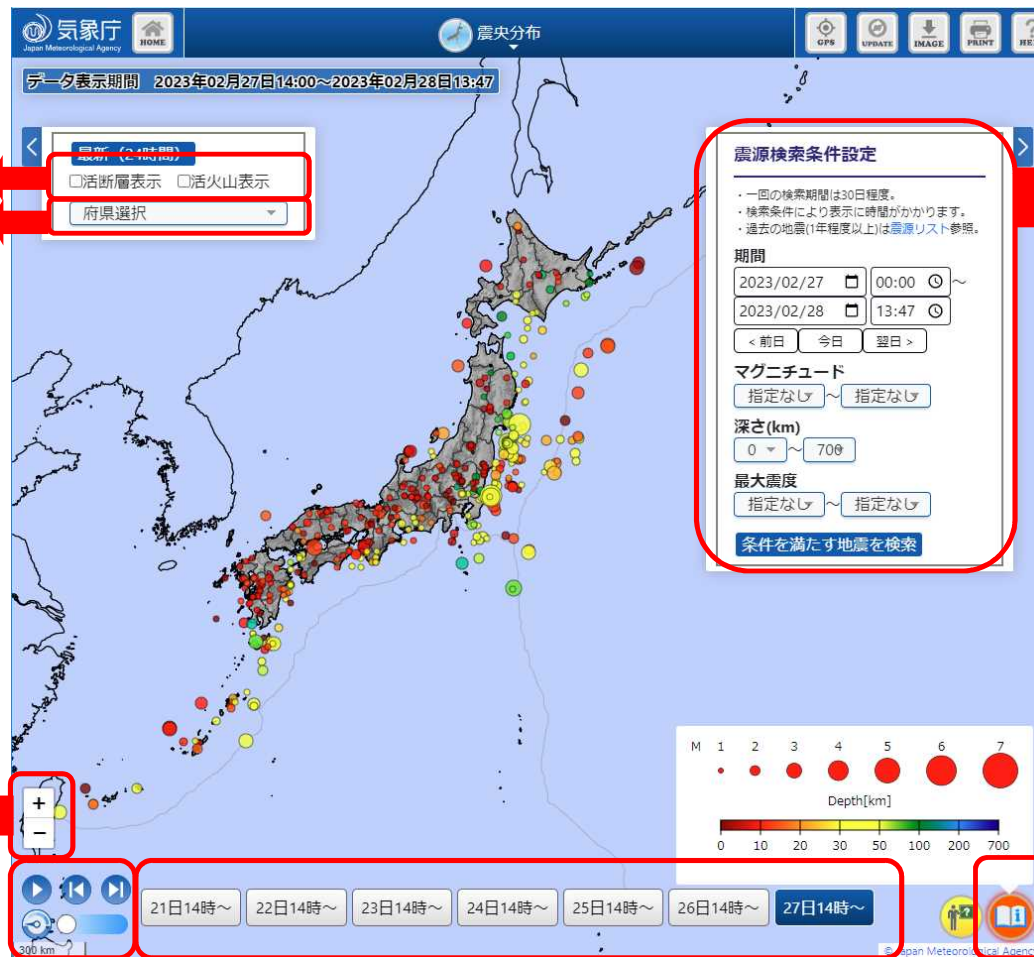 気象庁
Japan Meteorological Agency
HOME
震央分布
GPS
UPDATE
IMAGE
PRINT
データ表示期間 2023年02月27日14:00～2023年02月28日13:47
最新（24時間）
□活断層表示 □活火山表示
府県選択
震源検索条件設定
・一回の検索期間は30日程度。
・検索条件により表示に時間がかかります。
・過去の地震(1年程度以上)は震源リスト参照。
期間
2023/02/27 00:00 ～
2023/02/28 13:47
<前日 今日 翌日>
マグニチュード
指定なし～指定なし
深さ(km)
0 ～ 700
最大震度
指定なし～指定なし
条件を満たす地震を検索
M 1 2 3 4 5 6 7
Depth[km]
0 10 20 30 50 100 200 700
+
−
21日14時～ 22日14時～ 23日14時～ 24日14時～ 25日14時～ 26日14時～ 27日14時～
300 km
© Japan Meteorological Agency